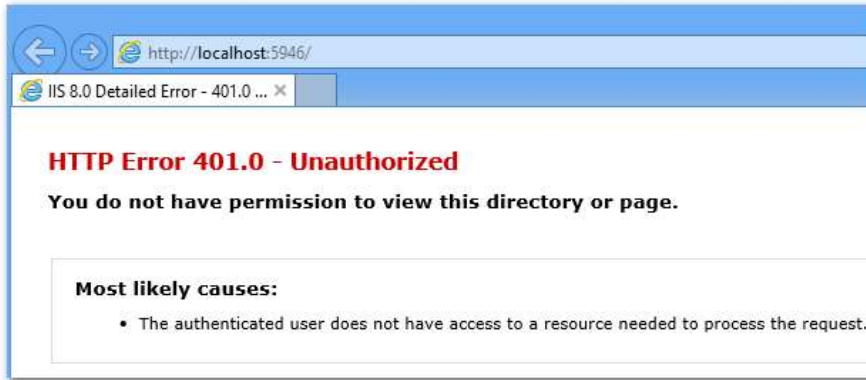 http://localhost:5946/
IIS 8.0 Detailed Error - 401.0 ...
HTTP Error 401.0 - Unauthorized
You do not have permission to view this directory or page.
Most likely causes:
• The authenticated user does not have access to a resource needed to process the request.